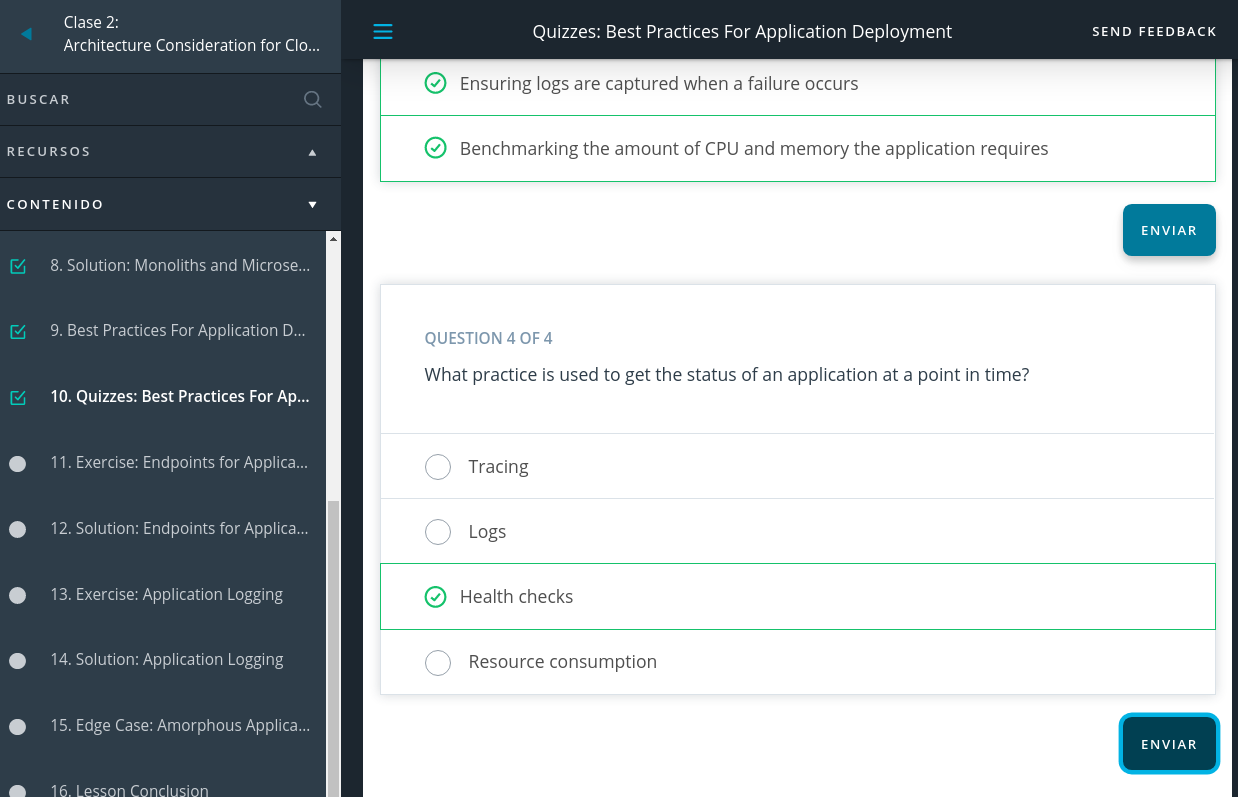 Clase 2:
Architecture Consideration for Clo...
BUSCAR
RECURSOS
CONTENIDO
8. Solution: Monoliths and Microse...
9. Best Practices For Application D...
10. Quizzes: Best Practices For Ap...
11. Exercise: Endpoints for Applica...
12. Solution: Endpoints for Applica...
13. Exercise: Application Logging
14. Solution: Application Logging
15. Edge Case: Amorphous Applica...
16. Lesson Conclusion
Quizzes: Best Practices For Application Deployment
SEND FEEDBACK
Ensuring logs are captured when a failure occurs
Benchmarking the amount of CPU and memory the application requires
ENVIAR
QUESTION 4 OF 4
What practice is used to get the status of an application at a point in time?
Tracing
Logs
Health checks
Resource consumption
ENVIAR